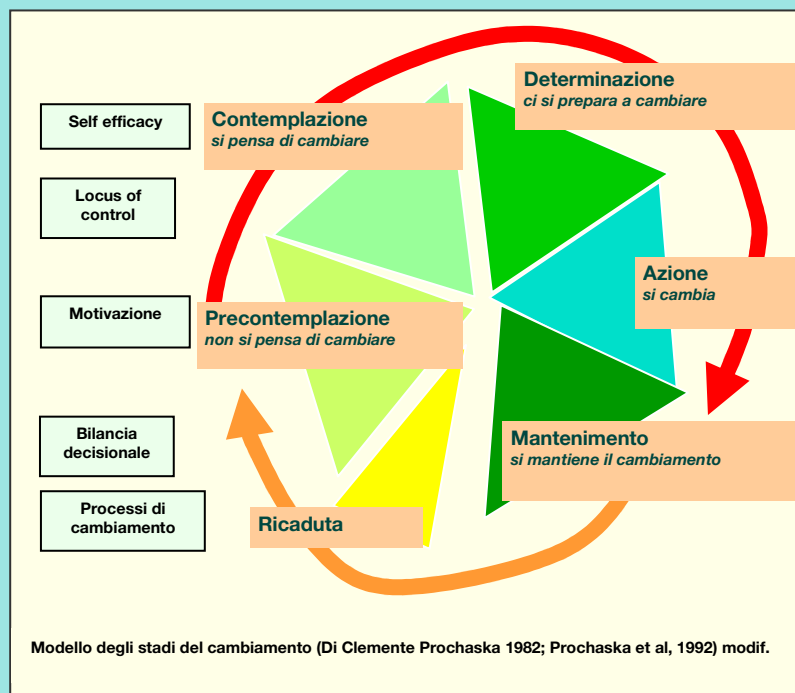 Self efficacy
Locus of
control
Motivazione
Bilancia
decisionale
Processi di
cambiamento
Contemplazione
si pensa di cambiare
Determinazione
ci si prepara a cambiare
Azione
si cambia
Mantenimento
si mantiene il cambiamento
Ricaduta
Precontemplazione
non si pensa di cambiare
Modello degli stadi del cambiamento (Di Clemente Prochaska 1982; Prochaska et al, 1992) modif.